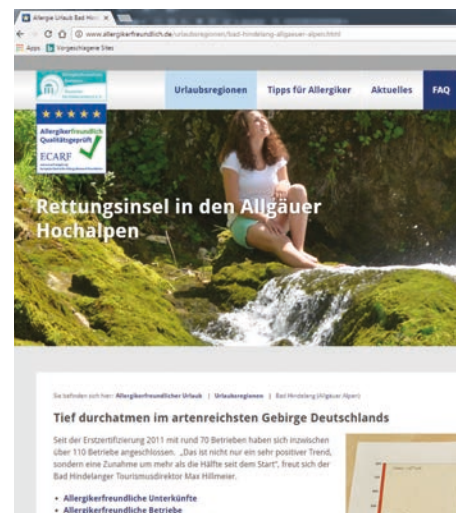 Allergie Urlaub Bad Hind
www.allergikerfreundlich.de/urlaubsregionen/bad-hindelang-allgaeuer-alpen.html
Apps Vorgeschlagene Sites
Urlaubsregionen Tipps für Allergiker Aktuelles FAQ
Allergikerfreundlich
Qualitätsgeprüft
ECARF
Rettungsinsel in den Allgäuer
Hochalpen
Sie befinden sich hier: Allergikerfreundlicher Urlaub | Urlaubsregionen | Bad Hindelang (Allgäuer Alpen)
Tief durchatmen im artenreichsten Gebirge Deutschlands
Seit der Erstzertifizierung 2011 mit rund 70 Betrieben haben sich inzwischen
über 110 Betriebe angeschlossen. „Das ist nicht nur ein sehr positiver Trend,
sondern eine Zunahme um mehr als die Hälfte seit dem Start“, freut sich der
Bad Hindelanger Tourismusdirektor Max Hillmeier.
• Allergikerfreundliche Unterkünfte
• Allergikerfreundliche Betriebe